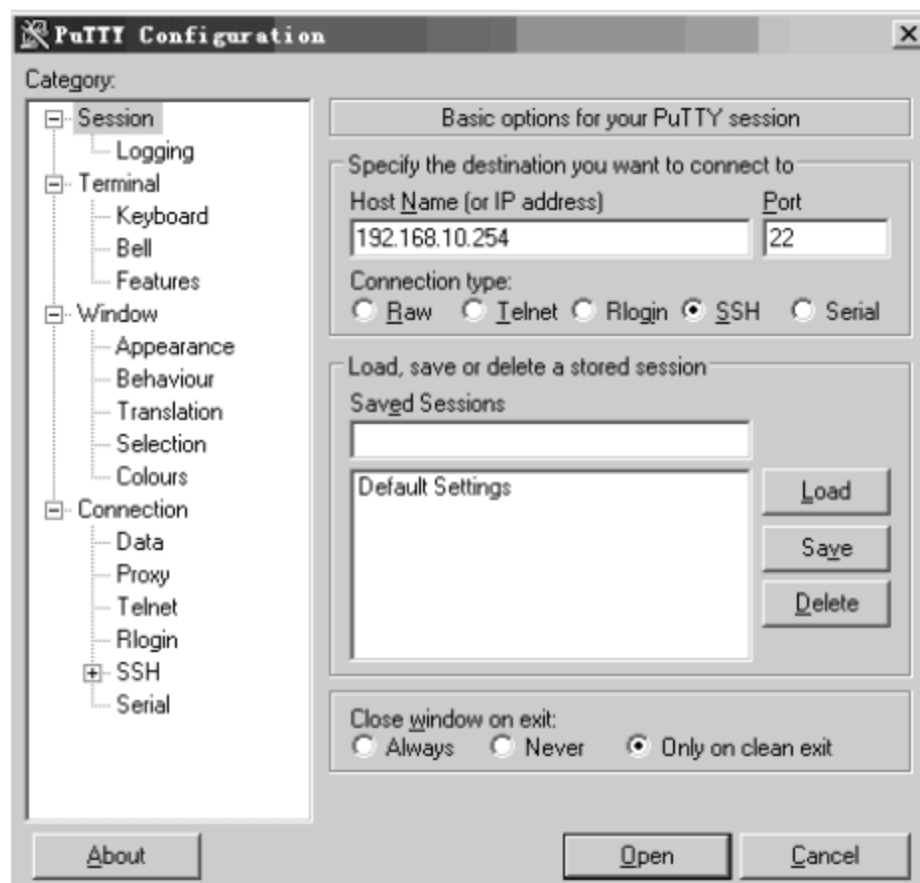 PuTTY Configuration
Category:
Session
Logging
Terminal
Keyboard
Bell
Features
Window
Appearance
Behaviour
Translation
Selection
Colours
Connection
Data
Proxy
Telnet
Rlogin
SSH
Serial
Basic options for your PuTTY session
Specify the destination you want to connect to
Host Name (or IP address) Port
192.168.10.254 22
Connection type:
Raw Telnet Rlogin SSH Serial
Load, save or delete a stored session
Saved Sessions
Default Settings
Load
Save
Delete
Close window on exit:
Always Never Only on clean exit
About Open Cancel